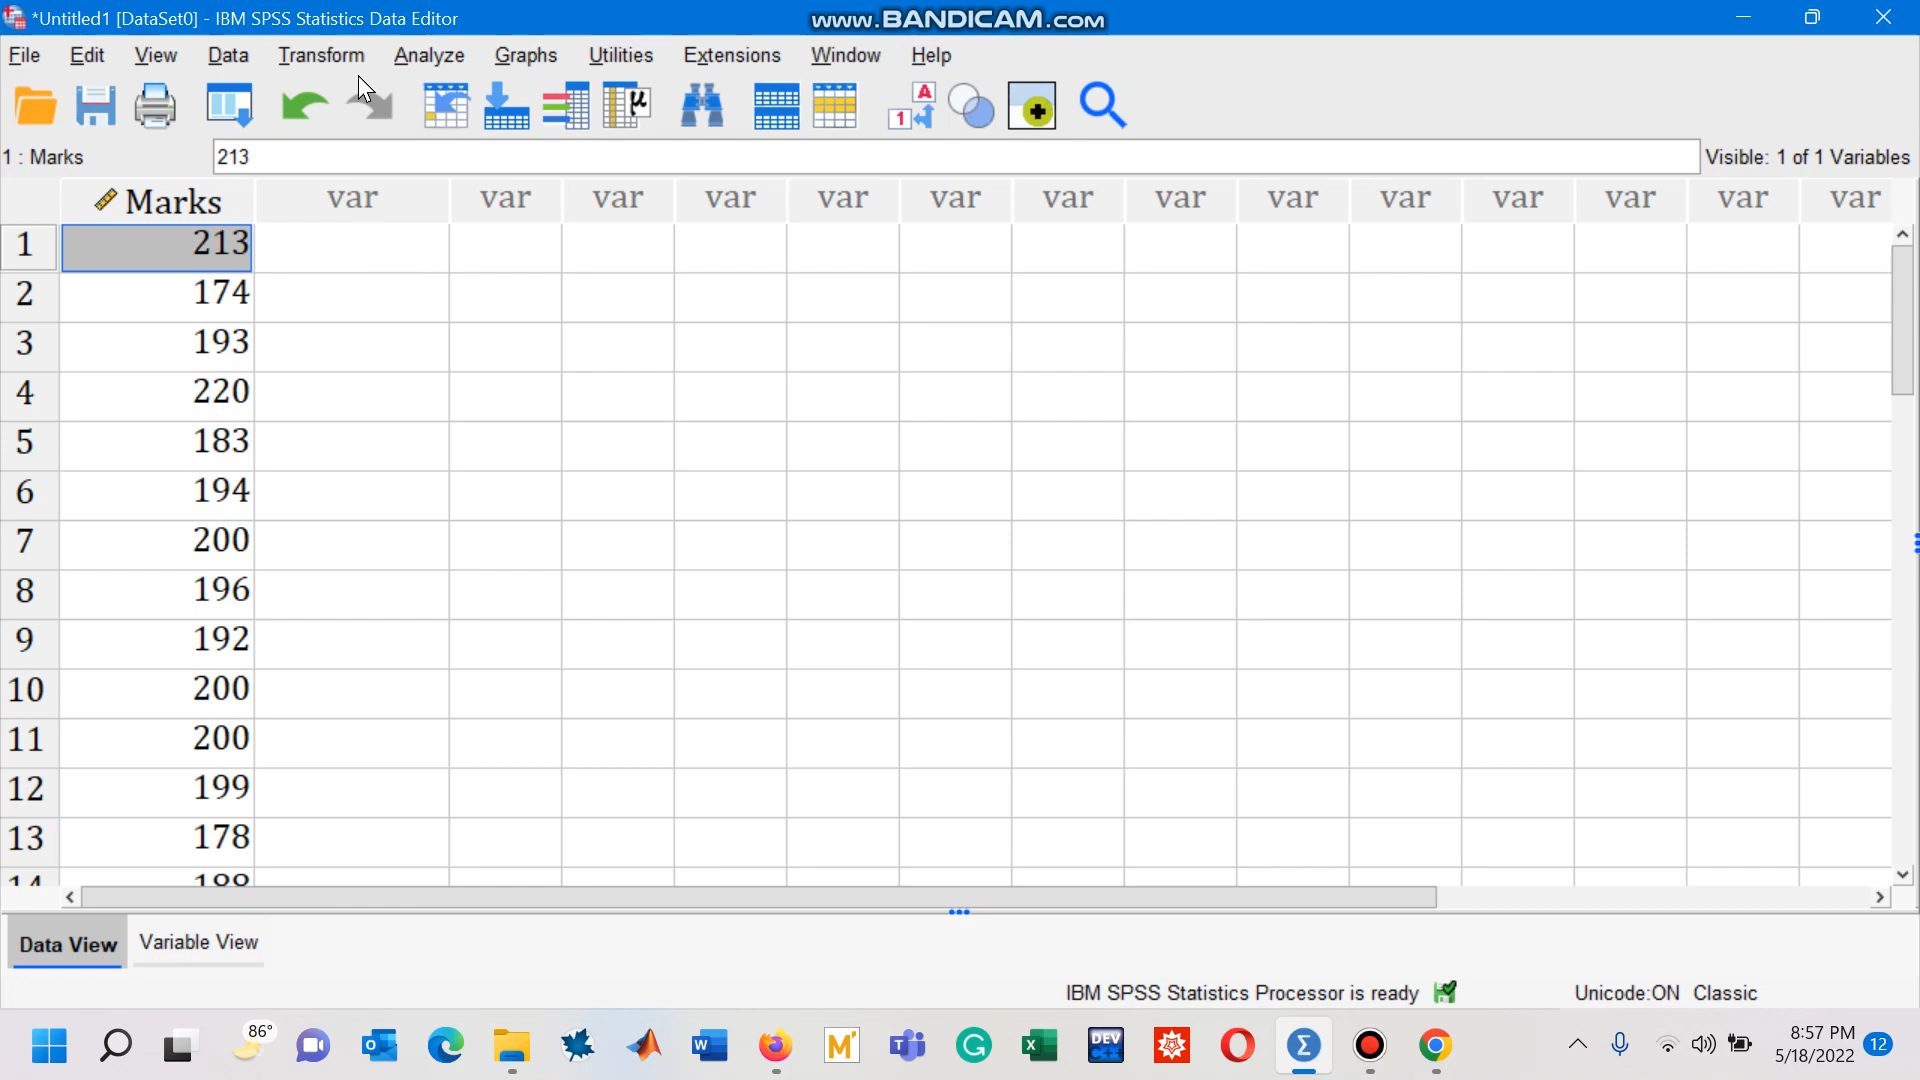 *Untitled1 [DataSet0] - IBM SPSS Statistics Data Editor
www.BANDICAM.com
File Edit View Data Transform Analyze Graphs Utilities Extensions Window Help
1 : Marks 213 Visible: 1 of 1 Variables
Marks var var var var var var var var var var var var var var
1 213
2 174
3 193
4 220
5 183
6 194
7 200
8 196
9 192
10 200
11 200
12 199
13 178
14 188
Data View Variable View
IBM SPSS Statistics Processor is ready Unicode:ON Classic
86°
8:57 PM
5/18/2022
12